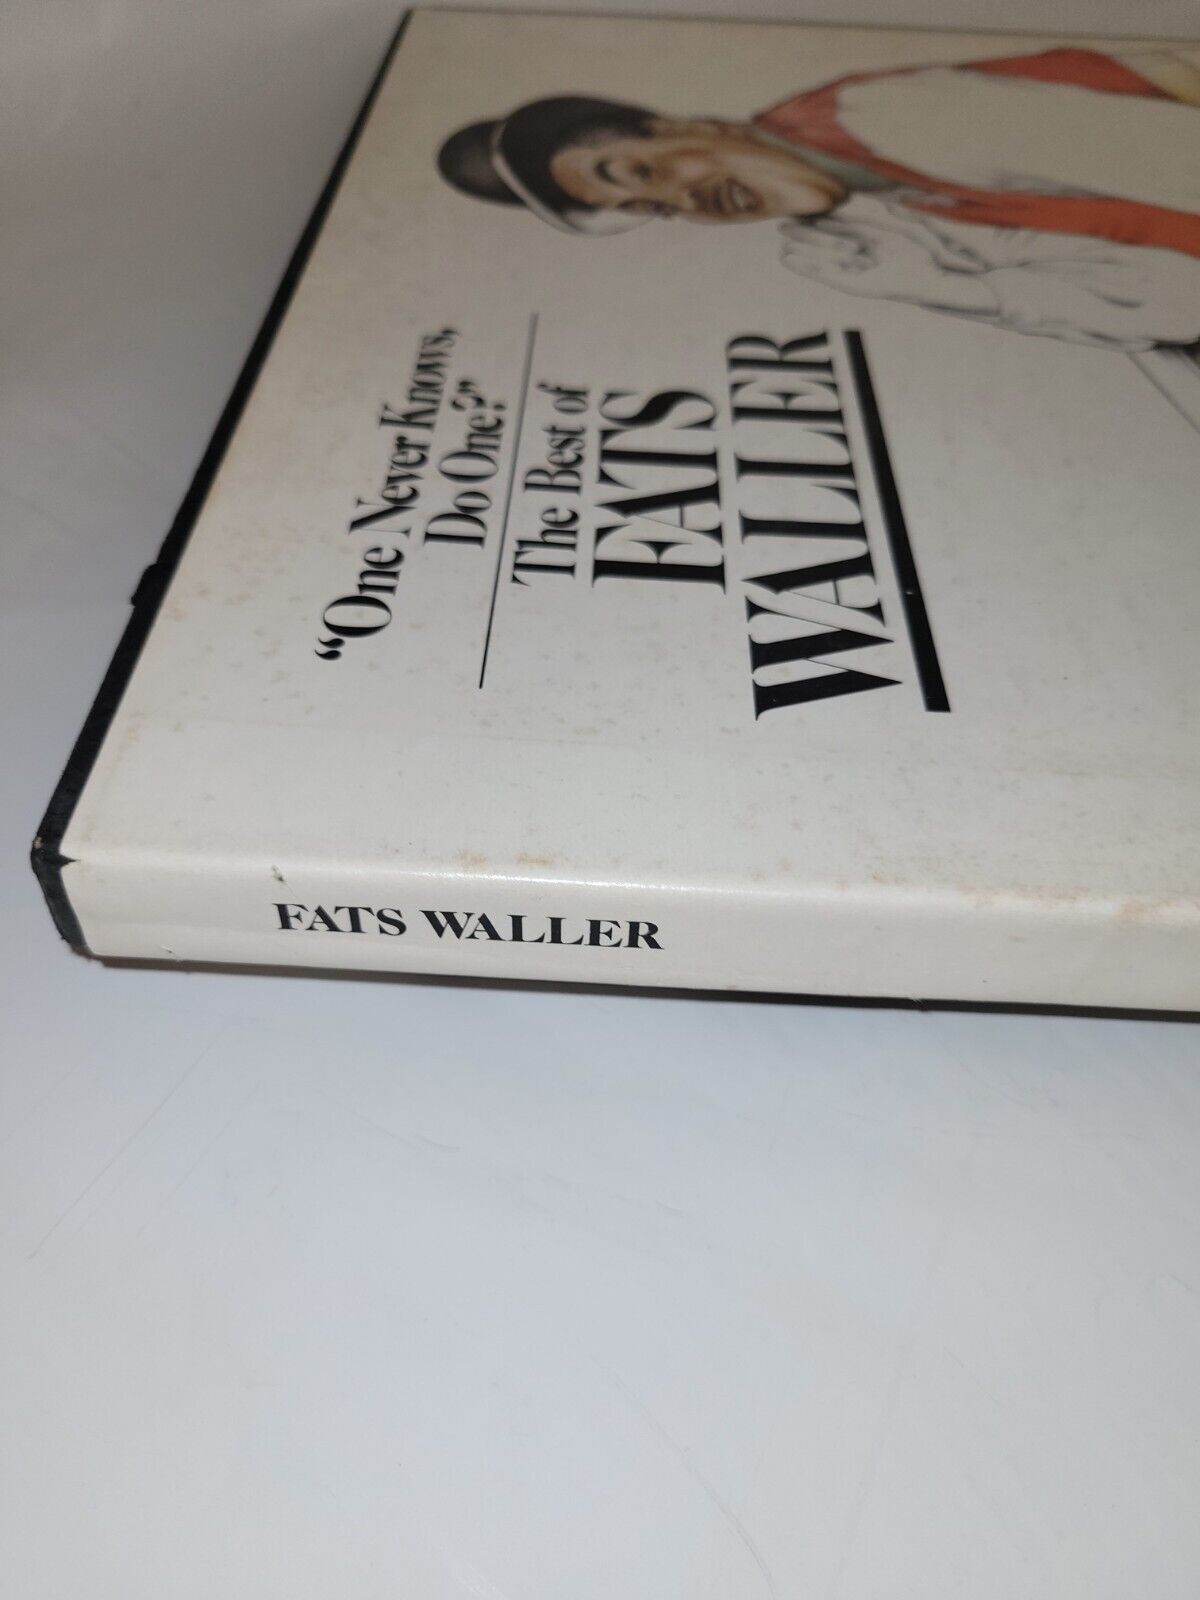 “One Never Knows,
Do One?”
The Best of
FATS
WALLER
FATS WALLER